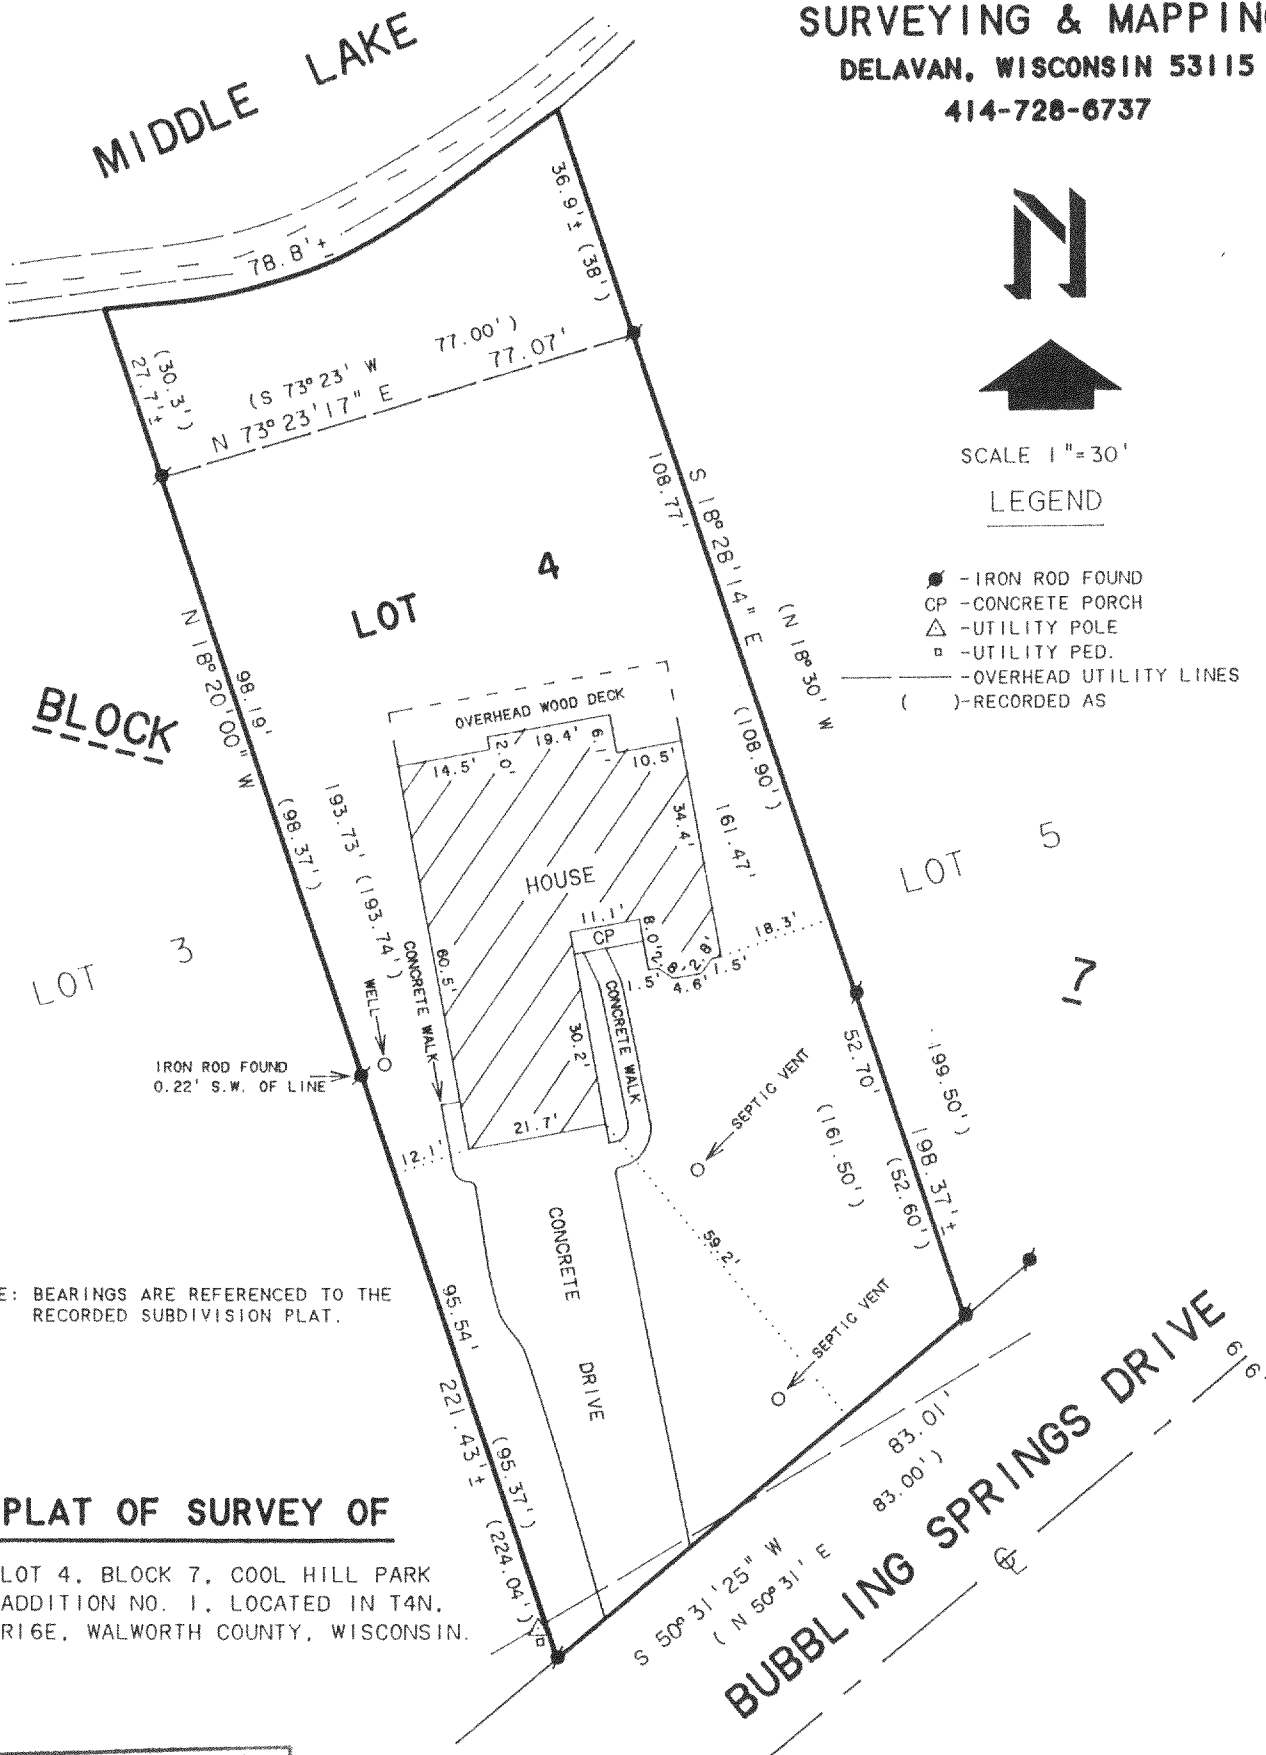 SURVEYING & MAPPING
DELAVAN, WISCONSIN 53115
414-728-6737
MIDDLE LAKE
N
SCALE 1"=30'
LEGEND
-IRON ROD FOUND
CP -CONCRETE PORCH
-UTILITY POLE
-UTILITY PED.
-OVERHEAD UTILITY LINES
( )-RECORDED AS
78.8'±
36.9'± (38')
(30.3')
27.7'±
(S 73°23' W 77.00')
N 73°23'17" E 77.07'
108.77'
S 18°28'14" E
(N 18°30' W
(108.90')
161.47'
LOT 4
BLOCK
7
N 18°20'00" W
98.19'
(98.37')
193.73' (193.74')
OVERHEAD WOOD DECK
14.5'
2.0'
19.4'
10.5'
34.4'
HOUSE
11.1'
CP
8.0'
2.8'
2.8'
1.5'
4.6'
1.5'
18.3'
60.5'
30.2'
21.7'
12.1'
CONCRETE WALK
CONCRETE WALK
WELL
LOT 3
LOT 5
IRON ROD FOUND
0.22' S.W. OF LINE
SEPTIC VENT
SEPTIC VENT
59.2'
52.70'
(161.50')
199.50')
198.37'±
(52.60')
CONCRETE DRIVE
E: BEARINGS ARE REFERENCED TO THE
RECORDED SUBDIVISION PLAT.
95.54'
221.43'±
(95.37')
(224.04')
83.01'
83.00')
S 50°31'25" W
( N 50°31' E
BUBBLING SPRINGS DRIVE
CL
66
PLAT OF SURVEY OF
LOT 4, BLOCK 7, COOL HILL PARK
ADDITION NO. 1, LOCATED IN T4N,
R16E, WALWORTH COUNTY, WISCONSIN.